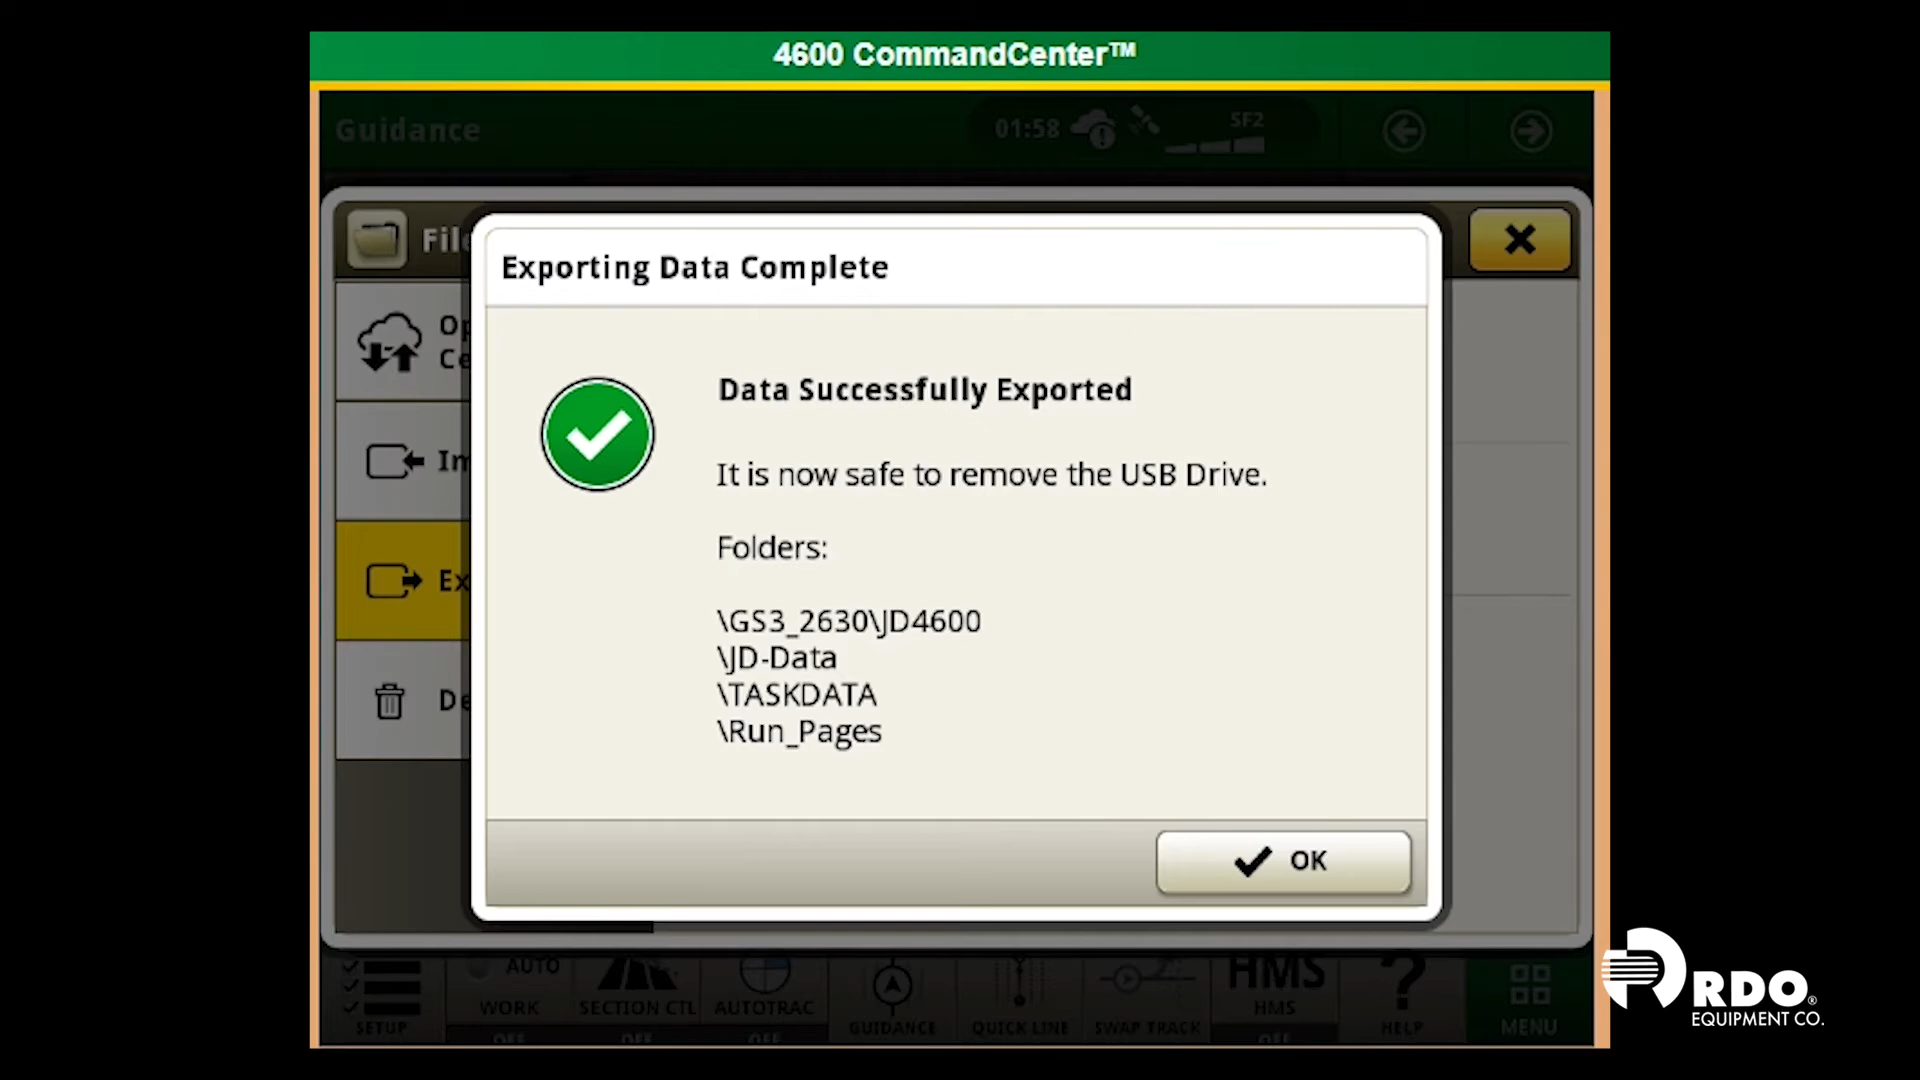 4600 CommandCenter™
Guidance
01:58
SF2
Exporting Data Complete
Data Successfully Exported
It is now safe to remove the USB Drive.
Folders:
\GS3_2630\JD4600
\JD-Data
\TASKDATA
\Run_Pages
OK
AUTO
HMS
SETUP
WORK
SECTION CTL
AUTOTRAC
GUIDANCE
QUICK LINE
SWAP TRACK
HMS
HELP
MENU
RDO®
EQUIPMENT CO.